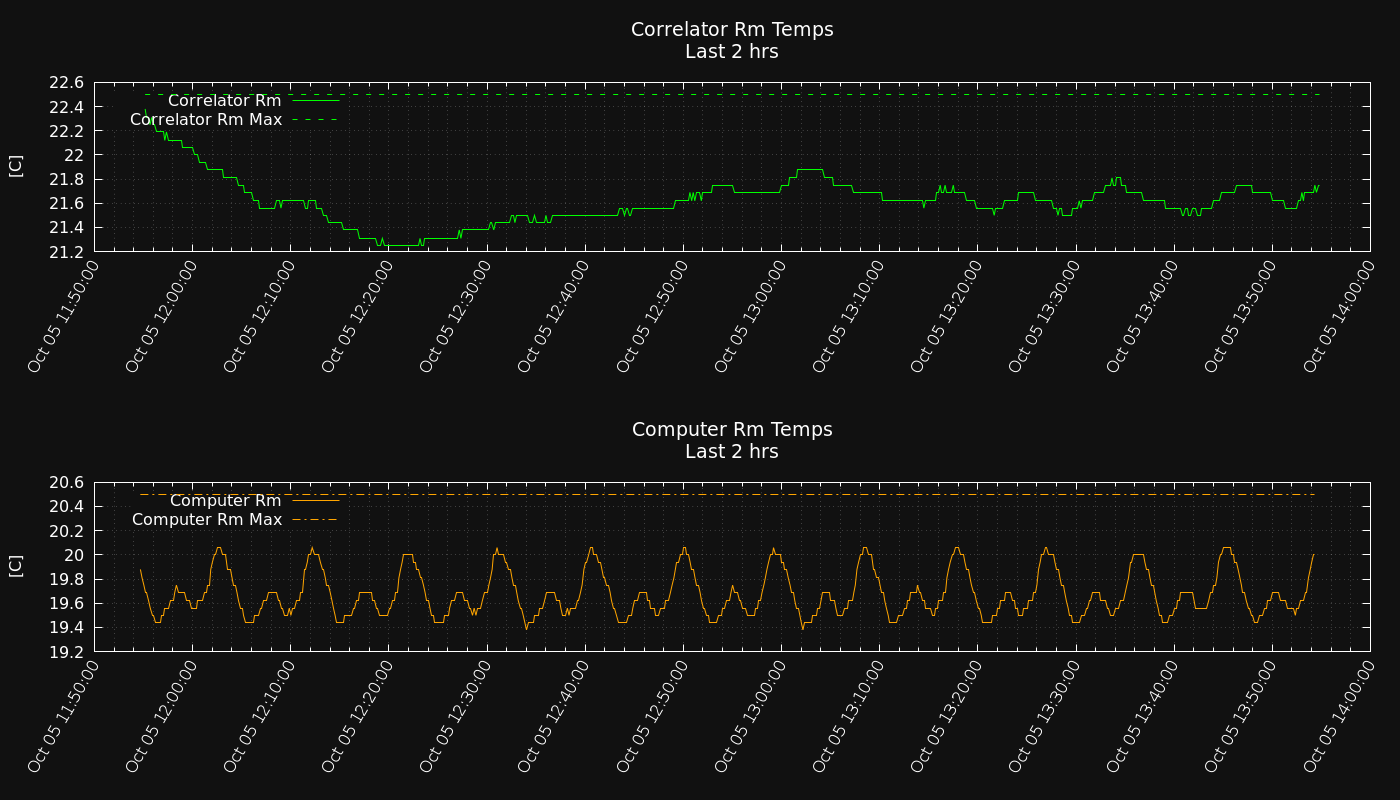 Correlator Rm Temps
Last 2 hrs
22.6
22.4
22.2
22
21.8
21.6
21.4
21.2
[C]
Correlator Rm
Correlator Rm Max
Oct 05 11:50:00
Oct 05 12:00:00
Oct 05 12:10:00
Oct 05 12:20:00
Oct 05 12:30:00
Oct 05 12:40:00
Oct 05 12:50:00
Oct 05 13:00:00
Oct 05 13:10:00
Oct 05 13:20:00
Oct 05 13:30:00
Oct 05 13:40:00
Oct 05 13:50:00
Oct 05 14:00:00
Computer Rm Temps
Last 2 hrs
20.6
20.4
20.2
20
19.8
19.6
19.4
19.2
[C]
Computer Rm
Computer Rm Max
Oct 05 11:50:00
Oct 05 12:00:00
Oct 05 12:10:00
Oct 05 12:20:00
Oct 05 12:30:00
Oct 05 12:40:00
Oct 05 12:50:00
Oct 05 13:00:00
Oct 05 13:10:00
Oct 05 13:20:00
Oct 05 13:30:00
Oct 05 13:40:00
Oct 05 13:50:00
Oct 05 14:00:00